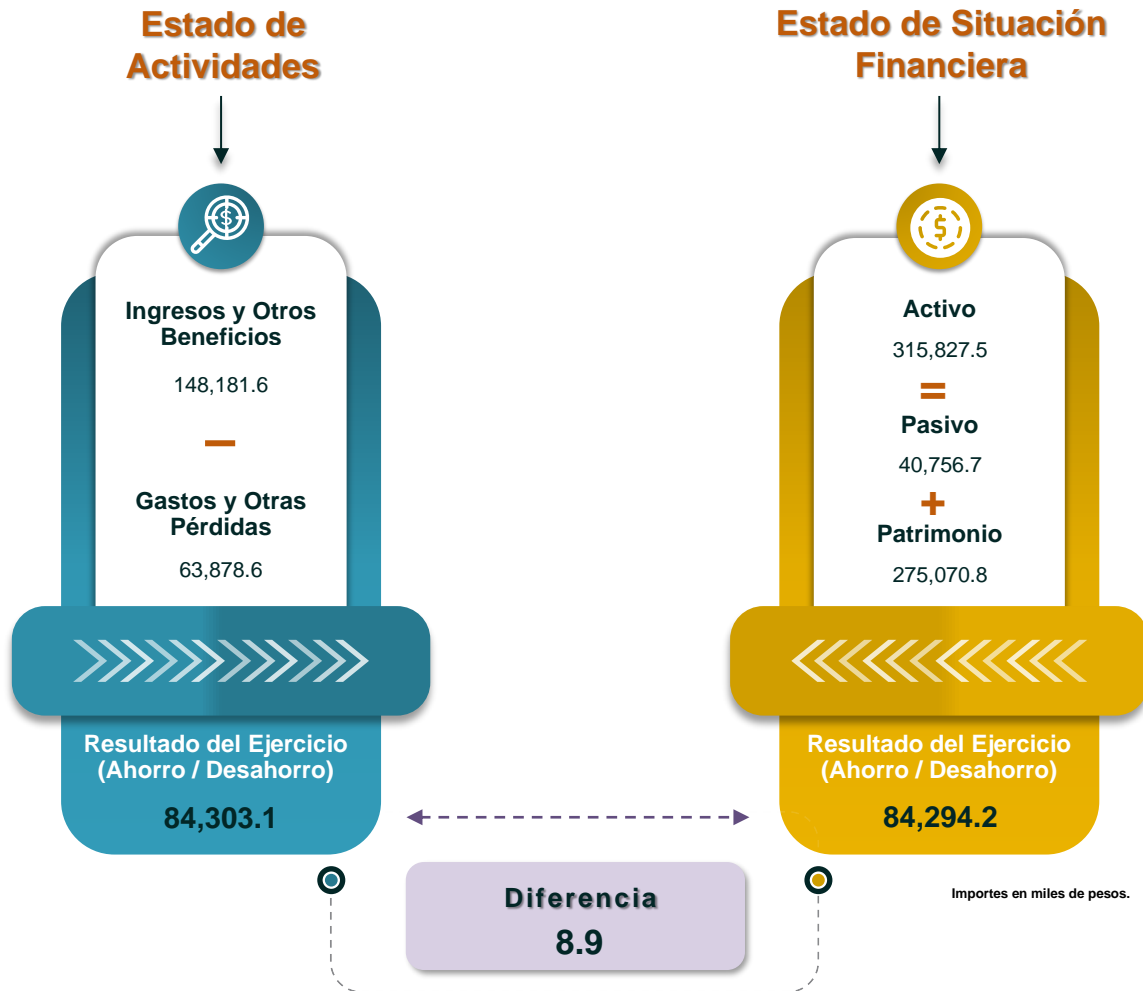 Estado de
Actividades
Ingresos y Otros
Beneficios
148,181.6
−
Gastos y Otras
Pérdidas
63,878.6
Resultado del Ejercicio
(Ahorro / Desahorro)
84,303.1
Estado de Situación
Financiera
$
Activo
315,827.5
=
Pasivo
40,756.7
+
Patrimonio
275,070.8
Resultado del Ejercicio
(Ahorro / Desahorro)
84,294.2
Diferencia
8.9
Importes en miles de pesos.